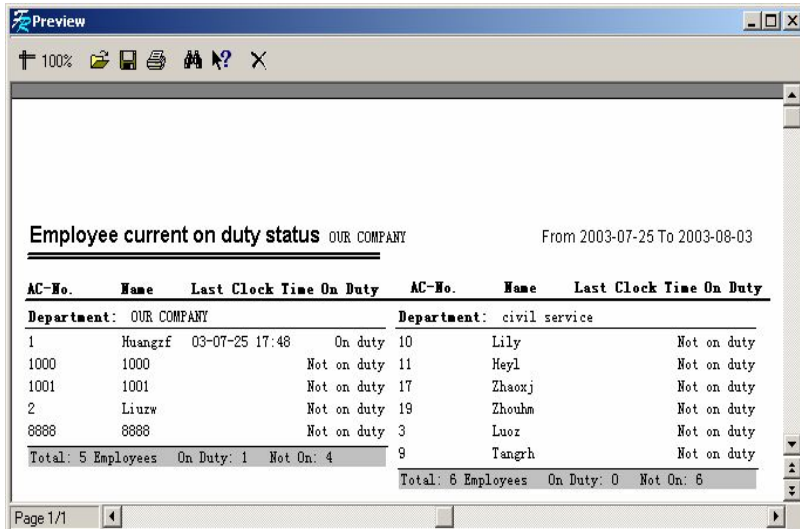 Preview
100%
Employee current on duty status OUR COMPANY From 2003-07-25 To 2003-08-03
AC-No. Name Last Clock Time On Duty
Department: OUR COMPANY
1 Huangzf 03-07-25 17:48 On duty
1000 1000 Not on duty
1001 1001 Not on duty
2 Liuzw Not on duty
8888 8888 Not on duty
Total: 5 Employees On Duty: 1 Not On: 4
AC-No. Name Last Clock Time On Duty
Department: civil service
10 Lily Not on duty
11 Heyl Not on duty
17 Zhaoxj Not on duty
19 Zhouhm Not on duty
3 Luoz Not on duty
9 Tangrh Not on duty
Total: 6 Employees On Duty: 0 Not On: 6
Page 1/1